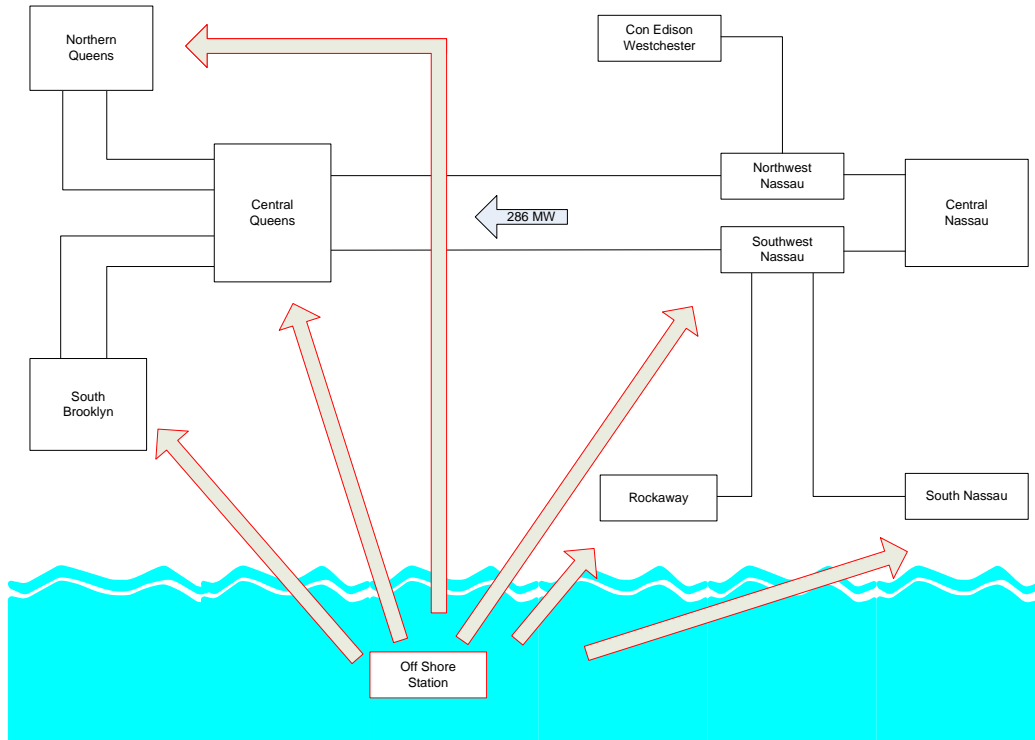 Northern
Queens
Con Edison
Westchester
Central
Queens
Northwest
Nassau
Central
Nassau
286 MW
Southwest
Nassau
South
Brooklyn
Rockaway
South Nassau
Off Shore
Station